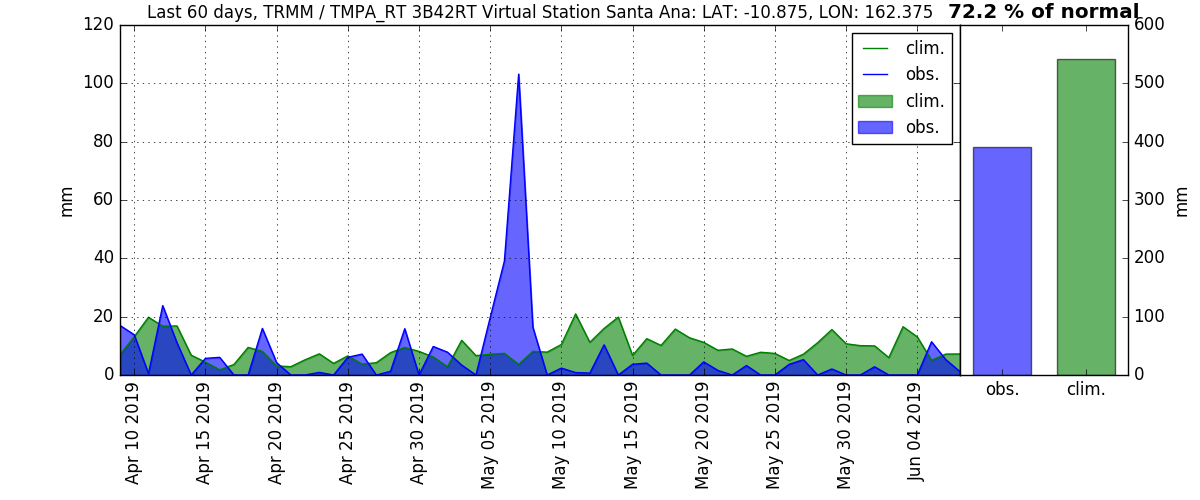 Last 60 days, TRMM / TMPA_RT 3B42RT Virtual Station Santa Ana: LAT: -10.875, LON: 162.375 72.2 % of normal
120
100
80
60
40
20
0
mm
clim.
obs.
clim.
obs.
600
500
400
300
200
100
0
mm
obs.
clim.
Apr 10 2019
Apr 15 2019
Apr 20 2019
Apr 25 2019
Apr 30 2019
May 05 2019
May 10 2019
May 15 2019
May 20 2019
May 25 2019
May 30 2019
Jun 04 2019